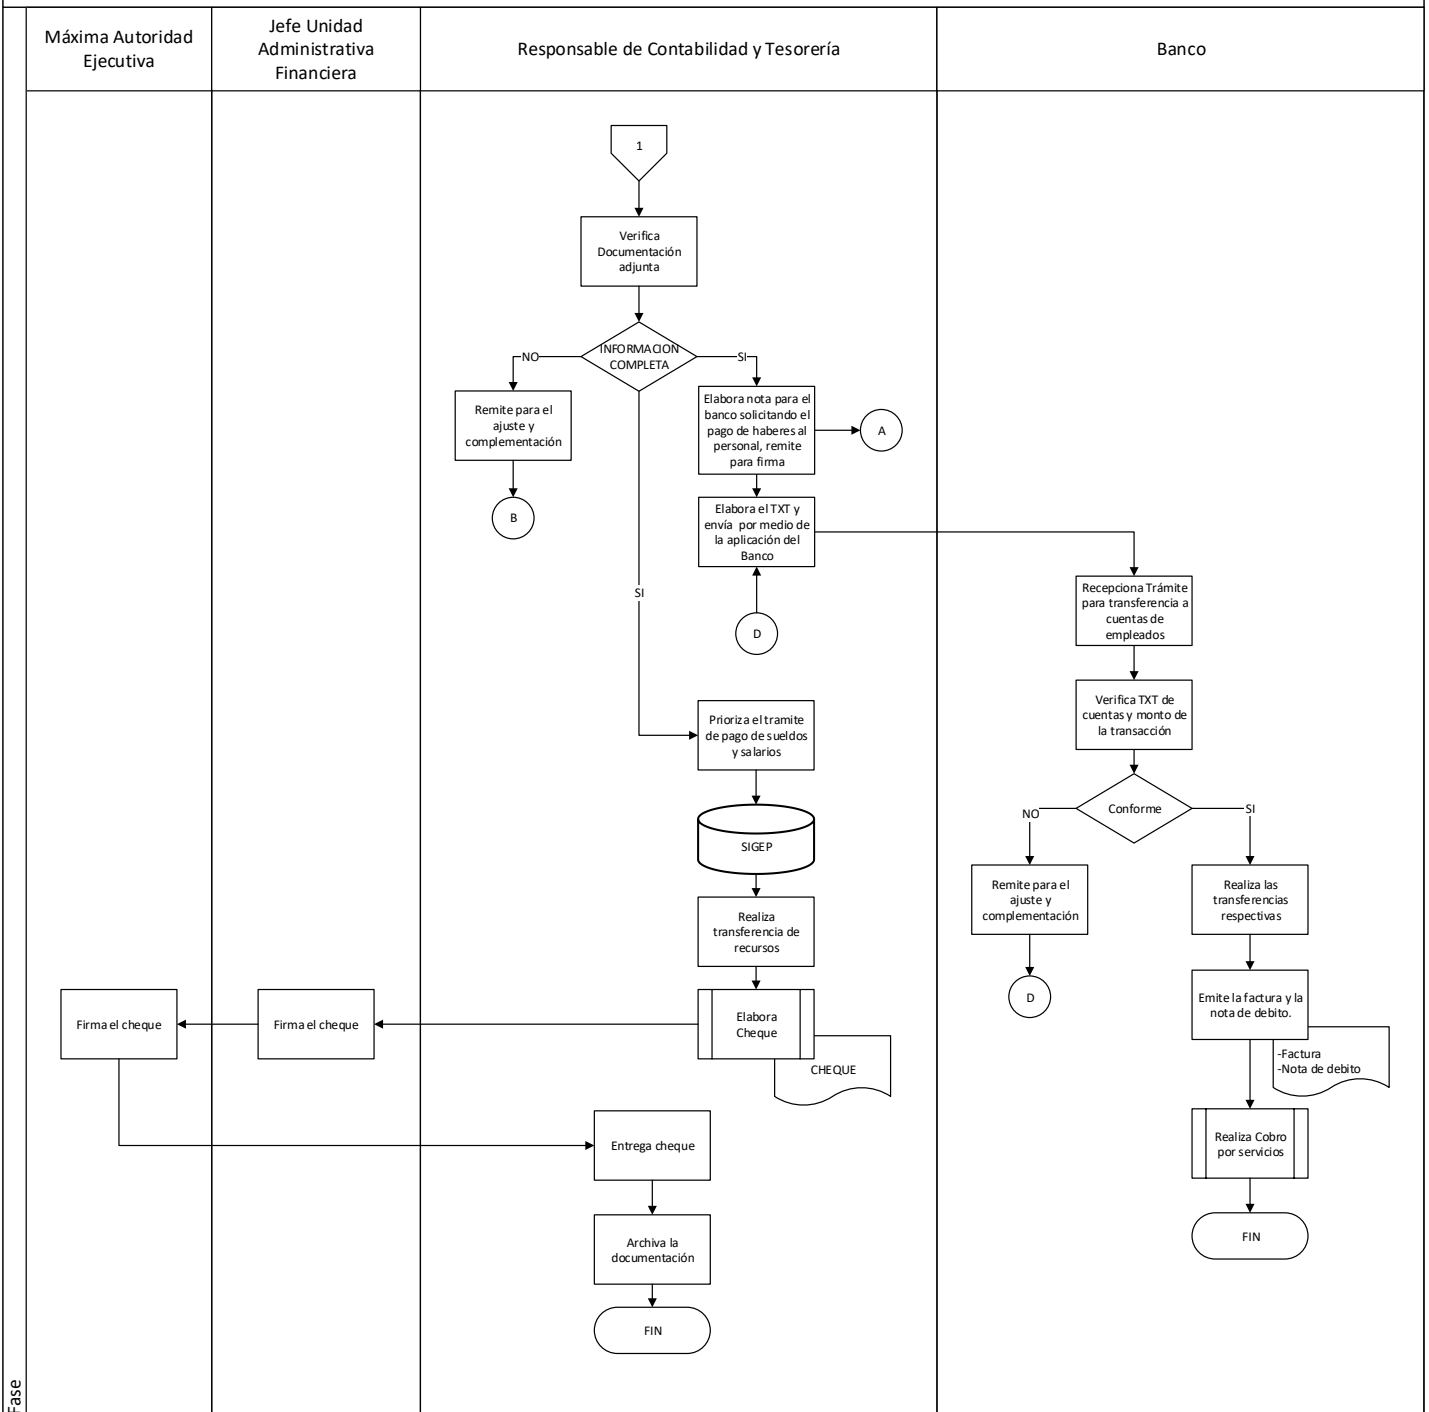 Máxima Autoridad
Ejecutiva
Jefe Unidad
Administrativa
Financiera
Responsable de Contabilidad y Tesorería
Banco
1
Verifica
Documentación
adjunta
INFORMACION
COMPLETA
NO
SI
Remite para el
ajuste y
complementación
B
Elabora nota para el
banco solicitando el
pago de haberes al
personal, remite
para firma
A
Elabora el TXT y
envía por medio de
la aplicación del
Banco
SI
D
Recepciona Trámite
para transferencia a
cuentas de
empleados
Verifica TXT de
cuentas y monto de
la transacción
Prioriza el tramite
de pago de sueldos
y salarios
Conforme
NO
SI
SIGEP
Remite para el
ajuste y
complementación
D
Realiza las
transferencias
respectivas
Realiza
transferencia de
recursos
Emite la factura y la
nota de debito.
-Factura
-Nota de debito
Firma el cheque
Firma el cheque
Elabora
Cheque
CHEQUE
Entrega cheque
Realiza Cobro
por servicios
Archiva la
documentación
FIN
FIN
Fase